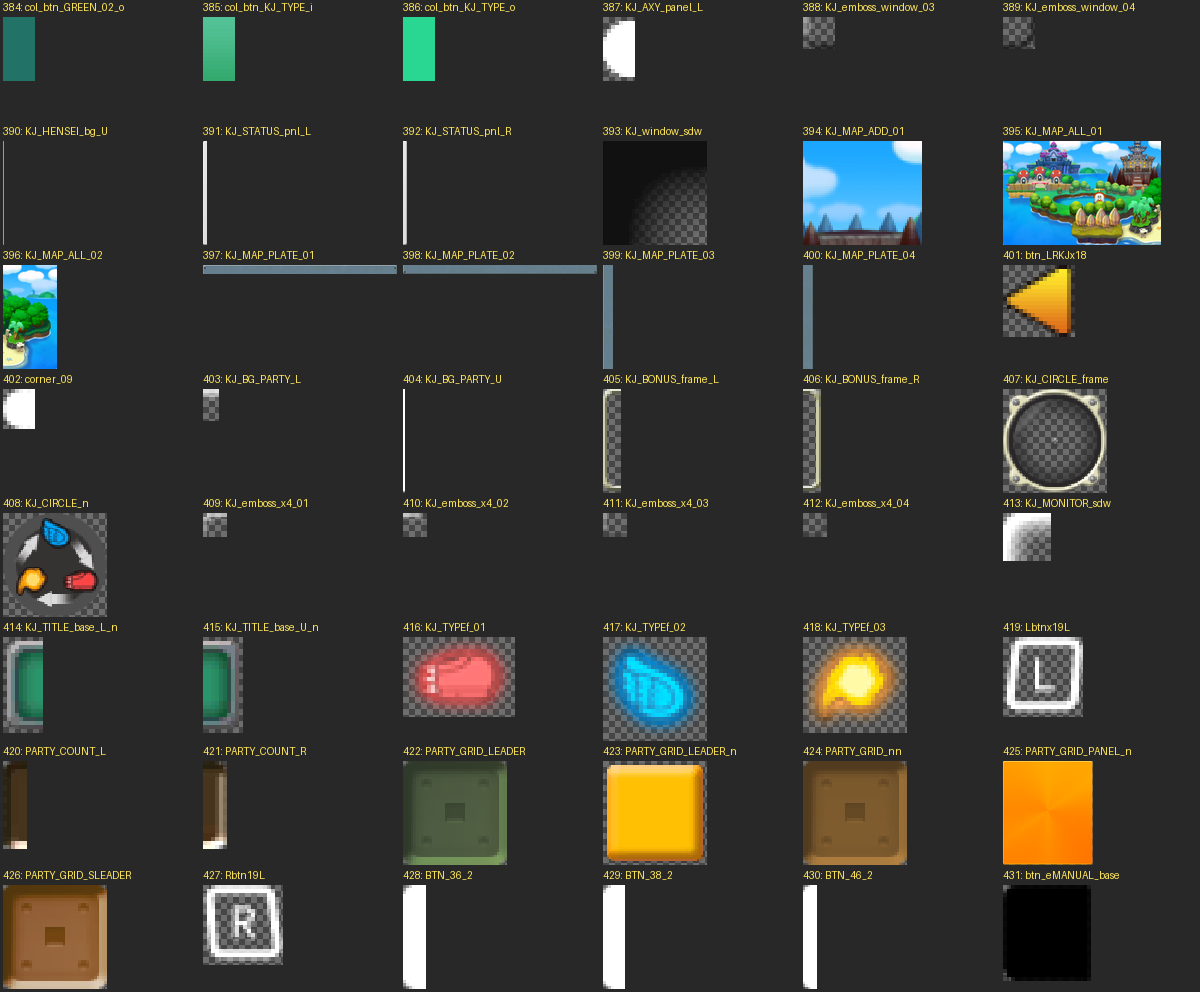 384: col_btn_GREEN_02_o
385: col_btn_KJ_TYPE_i
386: col_btn_KJ_TYPE_o
387: KJ_AXY_panel_L
388: KJ_emboss_window_03
389: KJ_emboss_window_04
390: KJ_HENSEI_bg_U
391: KJ_STATUS_pnl_L
392: KJ_STATUS_pnl_R
393: KJ_window_sdw
394: KJ_MAP_ADD_01
395: KJ_MAP_ALL_01
396: KJ_MAP_ALL_02
397: KJ_MAP_PLATE_01
398: KJ_MAP_PLATE_02
399: KJ_MAP_PLATE_03
400: KJ_MAP_PLATE_04
401: btn_LRKJx18
402: corner_09
403: KJ_BG_PARTY_L
404: KJ_BG_PARTY_U
405: KJ_BONUS_frame_L
406: KJ_BONUS_frame_R
407: KJ_CIRCLE_frame
408: KJ_CIRCLE_n
409: KJ_emboss_x4_01
410: KJ_emboss_x4_02
411: KJ_emboss_x4_03
412: KJ_emboss_x4_04
413: KJ_MONITOR_sdw
414: KJ_TITLE_base_L_n
415: KJ_TITLE_base_U_n
416: KJ_TYPEf_01
417: KJ_TYPEf_02
418: KJ_TYPEf_03
419: Lbtnx19L
L
420: PARTY_COUNT_L
421: PARTY_COUNT_R
422: PARTY_GRID_LEADER
423: PARTY_GRID_LEADER_n
424: PARTY_GRID_nn
425: PARTY_GRID_PANEL_n
426: PARTY_GRID_SLEADER
427: Rbtn19L
R
428: BTN_36_2
429: BTN_38_2
430: BTN_46_2
431: btn_eMANUAL_base